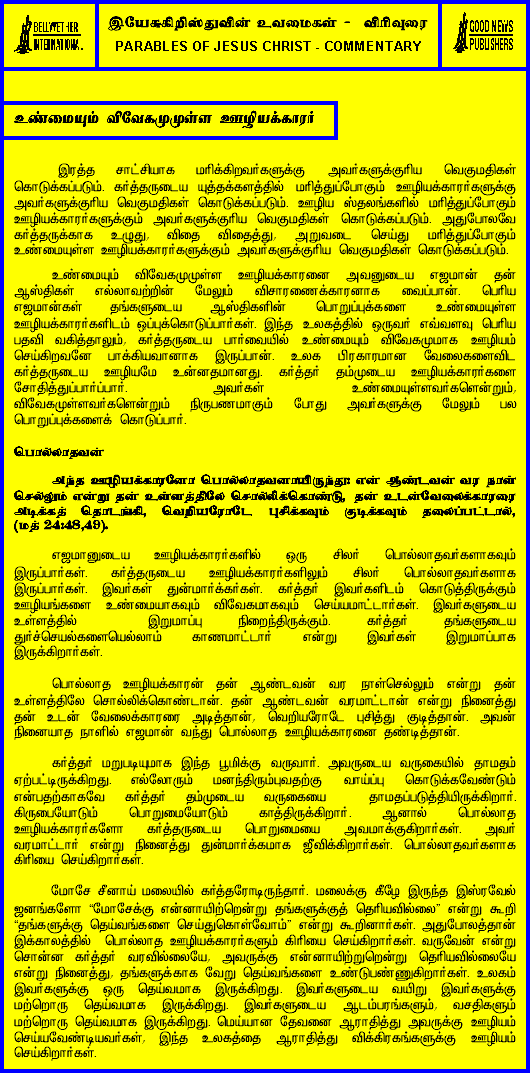 BELLWETHER
INTERNATIONAL
இயேசுகிறிஸ்துவின் உவமைகள் - விரிவுரை
PARABLES OF JESUS CHRIST - COMMENTARY
GOOD NEWS
PUBLISHERS
உண்மையும் விவேகமுமுள்ள ஊழியக்காரர்
இரத்த சாட்சியாக மரிக்கிறவர்களுக்கு அவர்களுக்குரிய வெகுமதிகள்
கொடுக்கப்படும். கர்த்தருடைய யுத்தக்களத்தில் மரித்துப்போகும் ஊழியக்காரர்களுக்கு
அவர்களுக்குரிய வெகுமதிகள் கொடுக்கப்படும். ஊழிய ஸ்தலங்களில் மரித்துப்போகும்
ஊழியக்காரர்களுக்கும் அவர்களுக்குரிய வெகுமதிகள் கொடுக்கப்படும். அதுபோலவே
கர்த்தருக்காக உழுது, விதை விதைத்து, அறுவடை செய்து மரித்துப்போகும்
உண்மையுள்ள ஊழியக்காரர்களுக்கும் அவர்களுக்குரிய வெகுமதிகள் கொடுக்கப்படும்.
உண்மையும் விவேகமுமுள்ள ஊழியக்காரனை அவனுடைய எஜமான் தன்
ஆஸ்திகள் எல்லாவற்றின் மேலும் விசாரணைக்காரனாக வைப்பான். பெரிய
எஜமான்கள் தங்களுடைய ஆஸ்திகளின் பொறுப்புக்களை உண்மையுள்ள
ஊழியக்காரர்களிடம் ஒப்புக்கொடுப்பார்கள். இந்த உலகத்தில் ஒருவர் எவ்வளவு பெரிய
பதவி வகித்தாலும், கர்த்தருடைய பார்வையில் உண்மையும் விவேகமுமாக ஊழியம்
செய்கிறவனே பாக்கியவானாக இருப்பான். உலக பிரகாரமான வேலைகளைவிட
கர்த்தருடைய ஊழியமே உன்னதமானது. கர்த்தர் தம்முடைய ஊழியக்காரர்களை
சோதித்துப்பார்ப்பார். அவர்கள் உண்மையுள்ளவர்களென்றும்,
விவேகமுள்ளவர்களென்றும் நிருபணமாகும் போது அவர்களுக்கு மேலும் பல
பொறுப்புக்களைக் கொடுப்பார்.
பொல்லாதவன்
அந்த ஊழியக்காரனோ பொல்லாதவனாயிருந்து: என் ஆண்டவன் வர நாள்
செல்லும் என்று தன் உள்ளத்திலே சொல்லிக்கொண்டு, தன் உடன்வேலைக்காரரை
அடிக்கத் தொடங்கி, வெறியரோடே புசிக்கவும் குடிக்கவும் தலைப்பட்டால்,
(மத் 24:48,49).
எஜமானுடைய ஊழியக்காரர்களில் ஒரு சிலர் பொல்லாதவர்களாகவும்
இருப்பார்கள். கர்த்தருடைய ஊழியக்காரர்களிலும் சிலர் பொல்லாதவர்களாக
இருப்பார்கள். இவர்கள் துன்மார்க்கர்கள். கர்த்தர் இவர்களிடம் கொடுத்திருக்கும்
ஊழியங்களை உண்மையாகவும் விவேகமாகவும் செய்யமாட்டார்கள். இவர்களுடைய
உள்ளத்தில் இறுமாப்பு நிறைந்திருக்கும். கர்த்தர் தங்களுடைய
துர்ச்செயல்களையெல்லாம் காணமாட்டார் என்று இவர்கள் இறுமாப்பாக
இருக்கிறார்கள்.
பொல்லாத ஊழியக்காரன் தன் ஆண்டவன் வர நாள்செல்லும் என்று தன்
உள்ளத்திலே சொல்லிக்கொண்டான். தன் ஆண்டவன் வரமாட்டான் என்று நினைத்து
தன் உடன் வேலைக்காரரை அடித்தான், வெறியரோடே புசித்து குடித்தான். அவன்
நினையாத நாளில் எஜமான் வந்து பொல்லாத ஊழியக்காரனை தண்டித்தான்.
கர்த்தர் மறுபடியுமாக இந்த பூமிக்கு வருவார். அவருடைய வருகையில் தாமதம்
ஏற்பட்டிருக்கிறது. எல்லோரும் மனந்திரும்புவதற்கு வாய்ப்பு கொடுக்கவேண்டும்
என்பதற்காகவே கர்த்தர் தம்முடைய வருகையை தாமதப்படுத்தியிருக்கிறார்.
கிருபையோடும் பொறுமையோடும் காத்திருக்கிறார். ஆனால் பொல்லாத
ஊழியக்காரர்களோ கர்த்தருடைய பொறுமையை அவமாக்குகிறார்கள். அவர்
வரமாட்டார் என்று நினைத்து துன்மார்க்கமாக ஜீவிக்கிறார்கள். பொல்லாதவர்களாக
கிரியை செய்கிறார்கள்.
மோசே சீனாய் மலையில் கர்த்தரோடிருந்தார். மலைக்கு கீழே இருந்த இஸ்ரவேல்
ஜனங்களோ “மோசேக்கு என்னாயிற்றென்று தங்களுக்குத் தெரியவில்லை” என்று கூறி
“தங்களுக்கு தெய்வங்களை செய்துகொள்வோம்” என்று கூறினார்கள். அதுபோலத்தான்
இக்காலத்தில் பொல்லாத ஊழியக்காரர்களும் கிரியை செய்கிறார்கள். வருவேன் என்று
சொன்ன கர்த்தர் வரவில்லையே, அவருக்கு என்னாயிற்றுறென்று தெரியவில்லையே
என்று நினைத்து, தங்களுக்காக வேறு தெய்வங்களை உண்டுபண்ணுகிறார்கள். உலகம்
இவர்களுக்கு ஒரு தெய்வமாக இருக்கிறது. இவர்களுடைய வயிறு இவர்களுக்கு
மற்றொரு தெய்வமாக இருக்கிறது. இவர்களுடைய ஆடம்பரங்களும், வசதிகளும்
மற்றொரு தெய்வமாக இருக்கிறது. மெய்யான தேவனை ஆராதித்து அவருக்கு ஊழியம்
செய்யவேண்டியவர்கள், இந்த உலகத்தை ஆராதித்து விக்கிரகங்களுக்கு ஊழியம்
செய்கிறார்கள்.